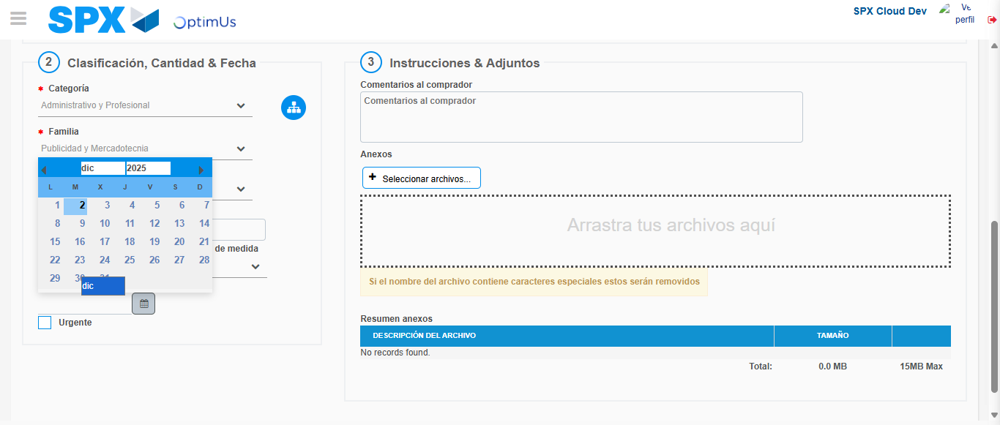 SPX
OptimUs
SPX Cloud Dev
Ve
perfil
2 Clasificación, Cantidad & Fecha
* Categoría
Administrativo y Profesional
* Familia
Publicidad y Mercadotecnia
dic 2025
L M X J V S D
1 2 3 4 5 6 7
8 9 10 11 12 13 14
15 16 17 18 19 20 21
22 23 24 25 26 27 28
29 30 31
dic
de medida
Urgente
3 Instrucciones & Adjuntos
Comentarios al comprador
Comentarios al comprador
Anexos
+ Seleccionar archivos...
Arrastra tus archivos aquí
Si el nombre del archivo contiene caracteres especiales estos serán removidos
Resumen anexos
DESCRIPCIÓN DEL ARCHIVO TAMAÑO
No records found.
Total: 0.0 MB 15MB Max